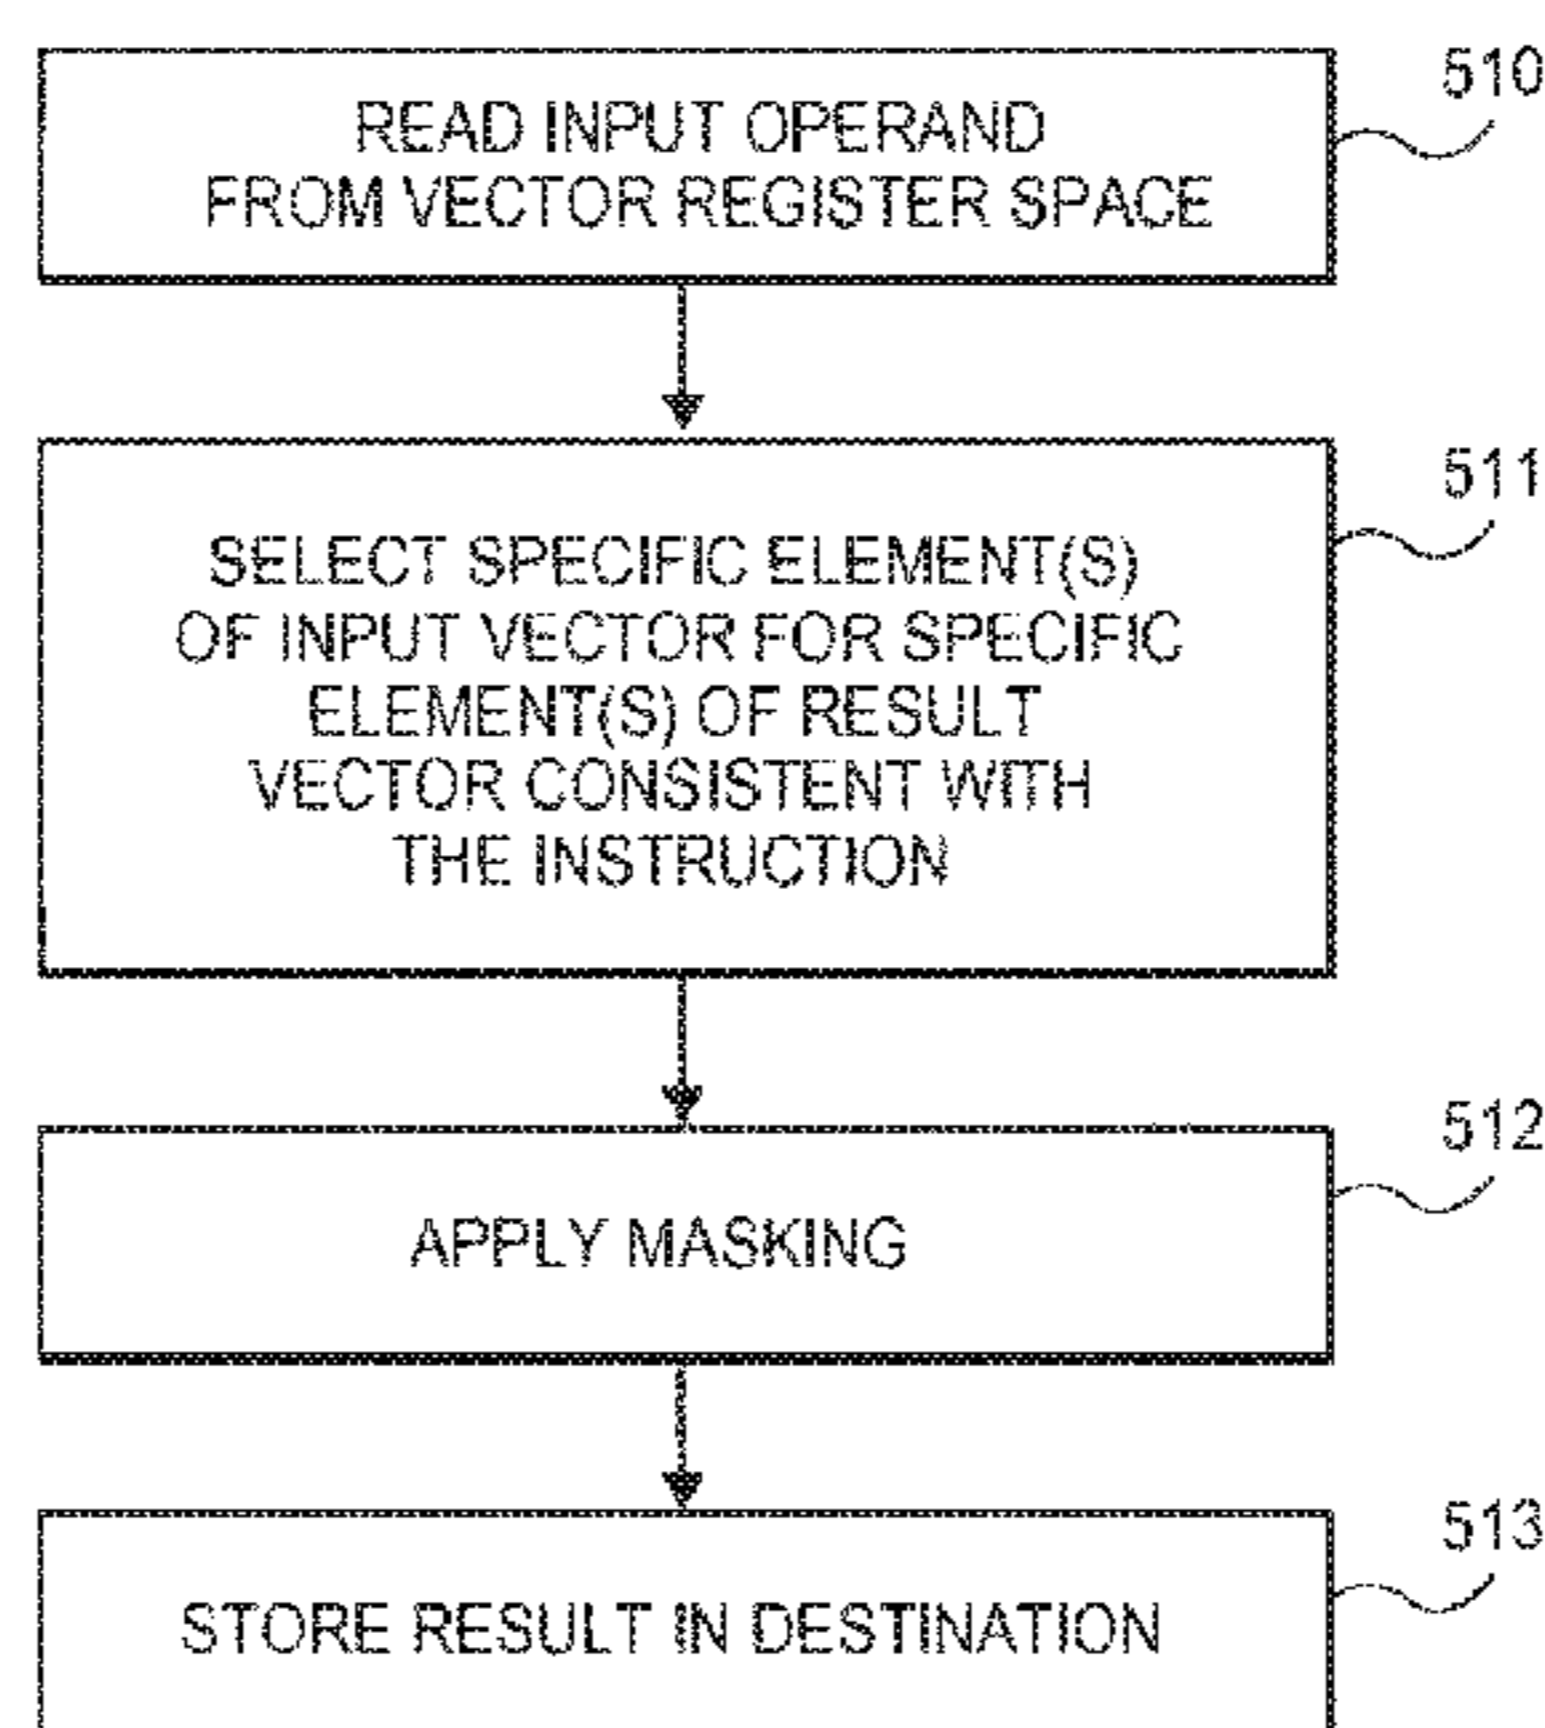 510
READ INPUT OPERAND
FROM VECTOR REGISTER SPACE
511
SELECT SPECIFIC ELEMENT(S)
OF INPUT VECTOR FOR SPECIFIC
ELEMENT(S) OF RESULT
VECTOR CONSISTENT WITH
THE INSTRUCTION
512
APPLY MASKING
513
STORE RESULT IN DESTINATION